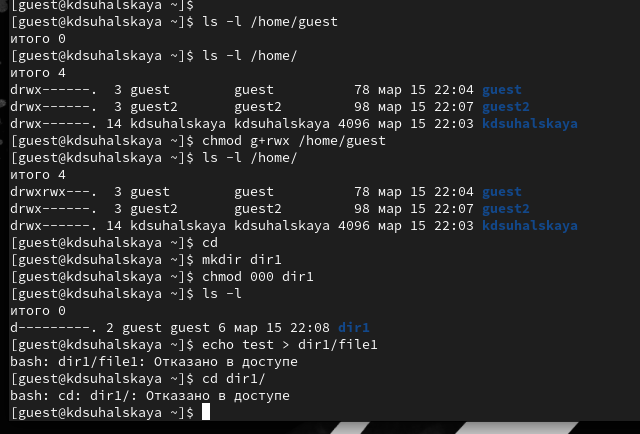 [guest@kdsuhalskaya ~]$
[guest@kdsuhalskaya ~]$ ls -l /home/guest
итого 0
[guest@kdsuhalskaya ~]$ ls -l /home/
итого 4
drwx------.  3 guest       guest         78 мар 15 22:04 guest
drwx------.  3 guest2      guest2        98 мар 15 22:07 guest2
drwx------. 14 kdsuhalskaya kdsuhalskaya 4096 мар 15 22:03 kdsuhalskaya
[guest@kdsuhalskaya ~]$ chmod g+rwx /home/guest
[guest@kdsuhalskaya ~]$ ls -l /home/
итого 4
drwxrwx---.  3 guest       guest         78 мар 15 22:04 guest
drwx------.  3 guest2      guest2        98 мар 15 22:07 guest2
drwx------. 14 kdsuhalskaya kdsuhalskaya 4096 мар 15 22:03 kdsuhalskaya
[guest@kdsuhalskaya ~]$ cd
[guest@kdsuhalskaya ~]$ mkdir dir1
[guest@kdsuhalskaya ~]$ chmod 000 dir1
[guest@kdsuhalskaya ~]$ ls -l
итого 0
d---------. 2 guest guest 6 мар 15 22:08 dir1
[guest@kdsuhalskaya ~]$ echo test > dir1/file1
bash: dir1/file1: Отказано в доступе
[guest@kdsuhalskaya ~]$ cd dir1/
bash: cd: dir1/: Отказано в доступе
[guest@kdsuhalskaya ~]$